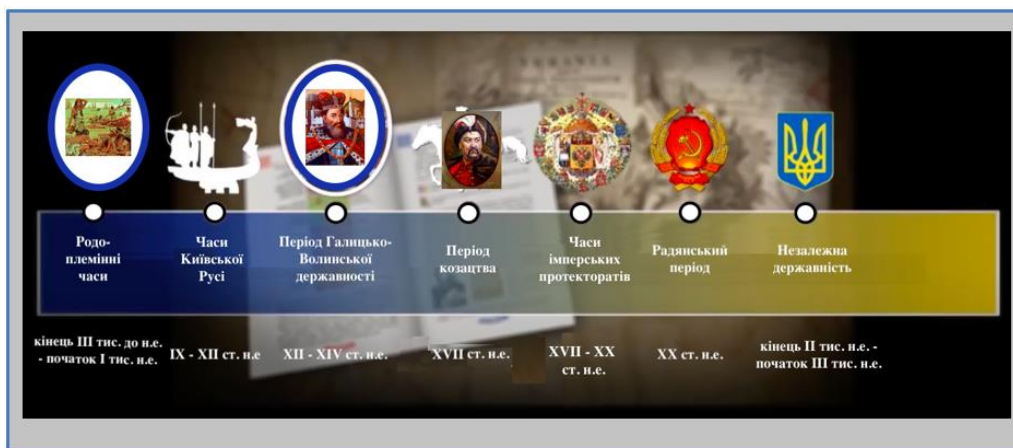 Родо-
племінні
часи
Часи
Київської
Русі
Період Галицько-
Волинської
державності
Період
козацтва
Часи
імперських
протекторатів
Радянський
період
Незалежна
державність
кінець III тис. до н.е.
- початок I тис. н.е.
IX - XII ст. н.е
XII - XIV ст. н.е.
XVII ст. н.е.
XVII - XX
ст. н.е.
XX ст. н.е.
кінець II тис. н.е. -
початок III тис. н.е.